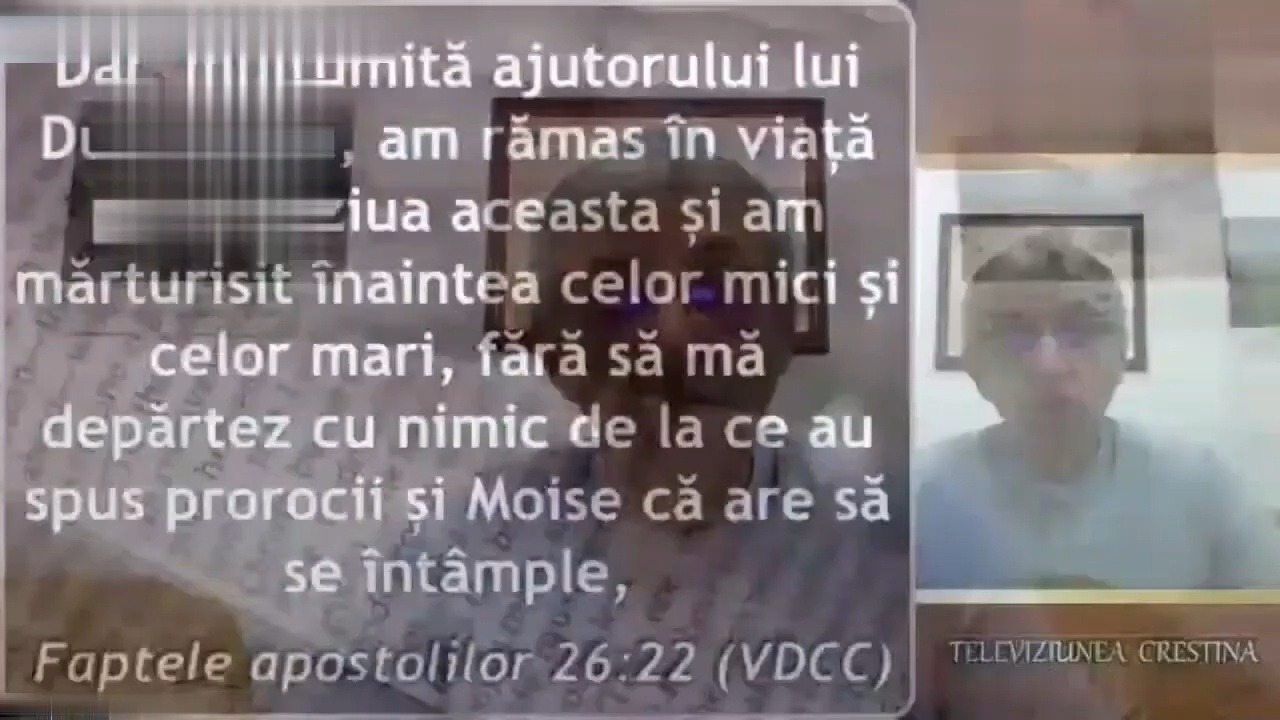 ajutorului lui
, am rămas în viață
aceasta și am
mărturisit înaintea celor mici și
celor mari, fără să mă
depărtez cu nimic de la ce au
spus prorocii și Moise că are să
se întâmple,
Faptele apostolilor 26:22 (VDCC)
TELEVIZIUNEA CRESTINA